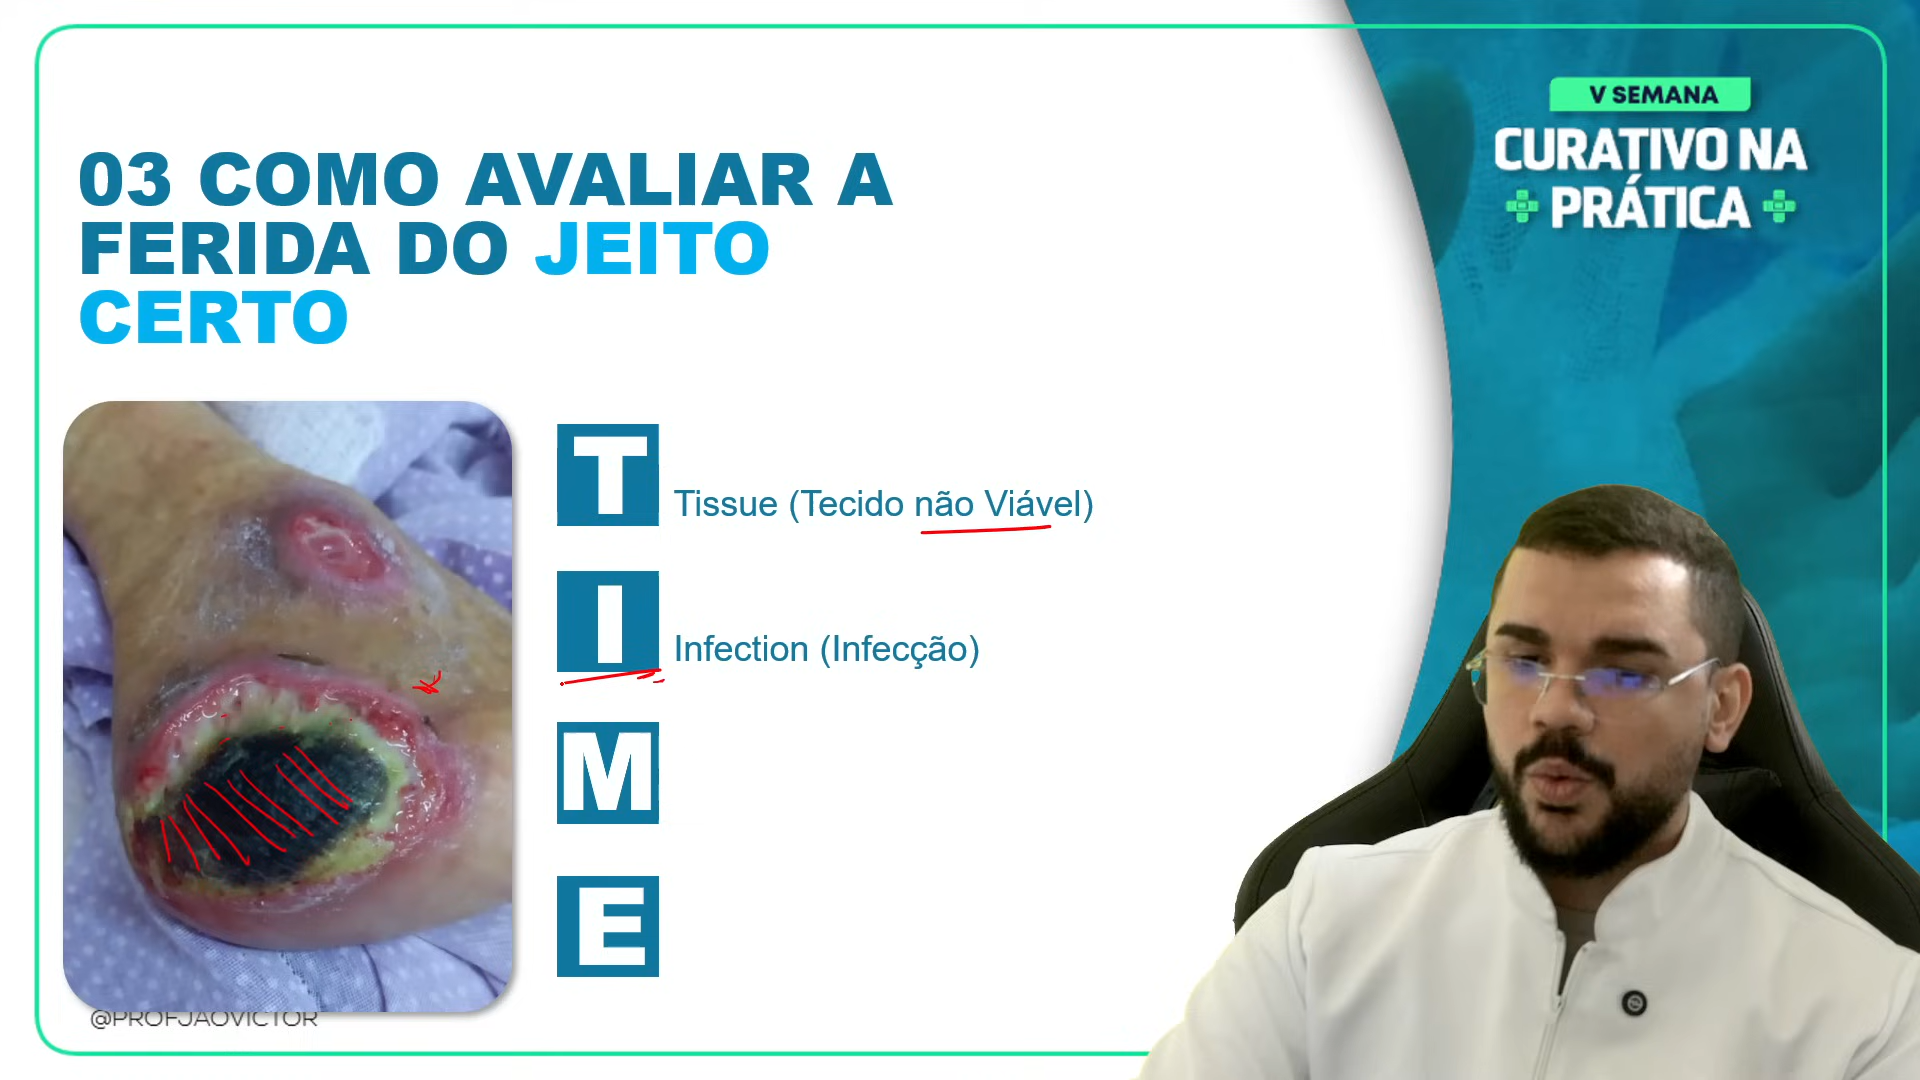 V SEMANA
CURATIVO NA
PRÁTICA
03 COMO AVALIAR A
FERIDA DO JEITO
CERTO
T
Tissue (Tecido não Viável)
I
Infection (Infecção)
M
E
@PROFJAOVICTOR